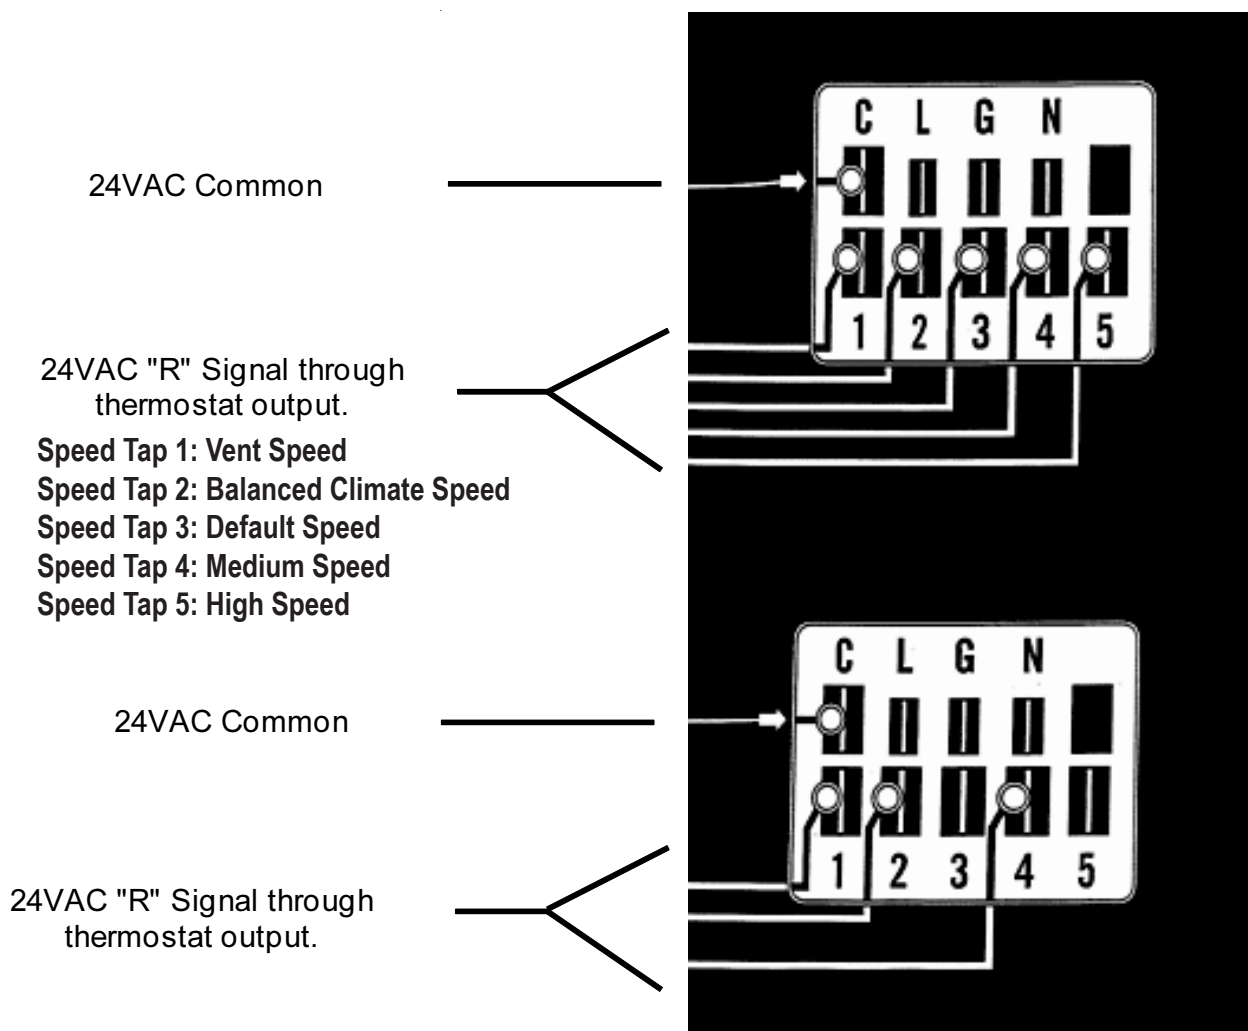 C L G N
24VAC Common
1 2 3 4 5
24VAC "R" Signal through
thermostat output.
Speed Tap 1: Vent Speed
Speed Tap 2: Balanced Climate Speed
Speed Tap 3: Default Speed
Speed Tap 4: Medium Speed
Speed Tap 5: High Speed
C L G N
24VAC Common
1 2 3 4 5
24VAC "R" Signal through
thermostat output.